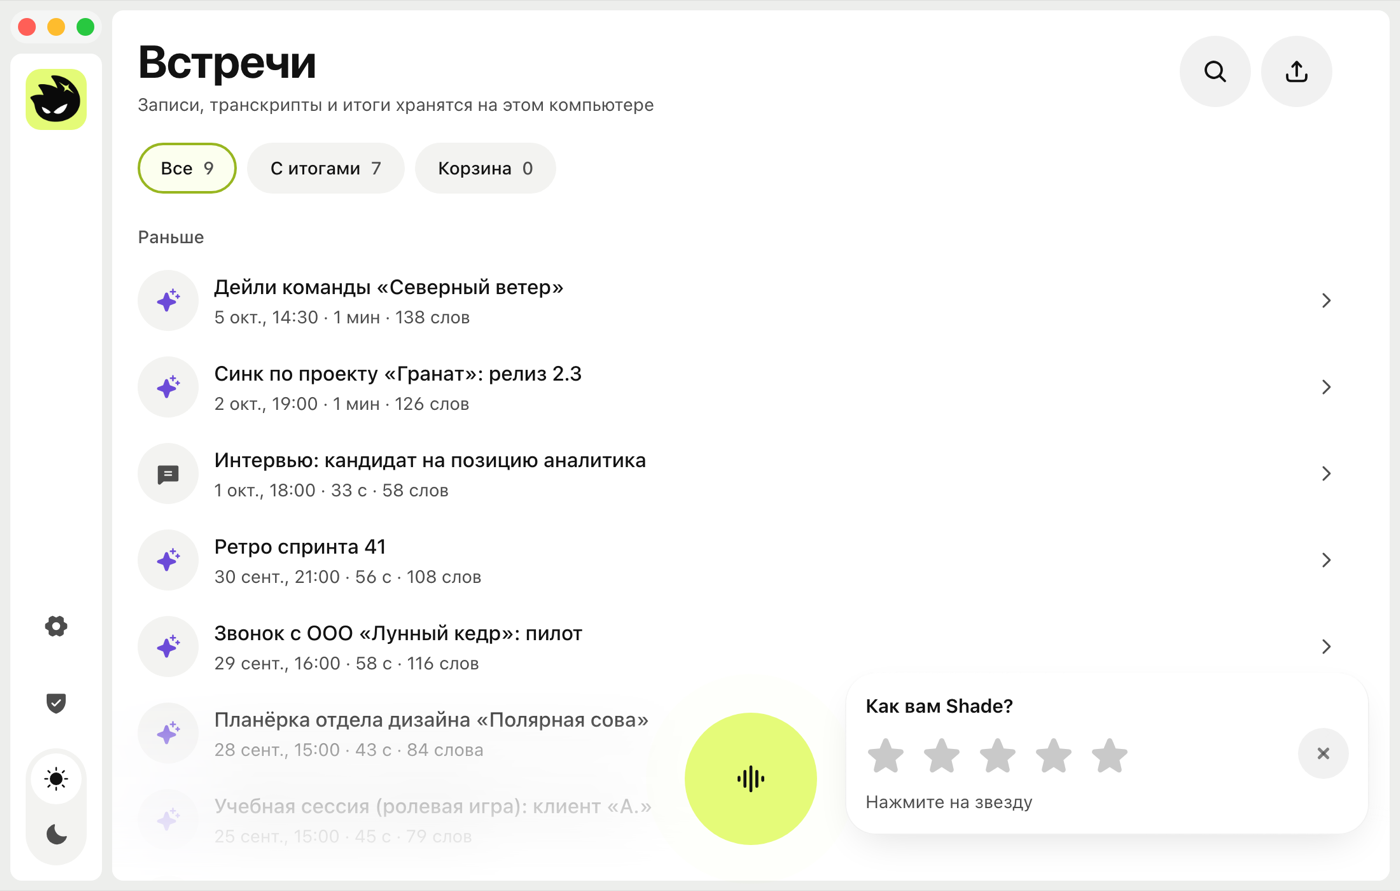 Встречи
Записи, транскрипты и итоги хранятся на этом компьютере
Все 9
С итогами 7
Корзина 0
Раньше
Дейли команды «Северный ветер»
5 окт., 14:30 · 1 мин · 138 слов
Синк по проекту «Гранат»: релиз 2.3
2 окт., 19:00 · 1 мин · 126 слов
Интервью: кандидат на позицию аналитика
1 окт., 18:00 · 33 с · 58 слов
Ретро спринта 41
30 сент., 21:00 · 56 с · 108 слов
Звонок с ООО «Лунный кедр»: пилот
29 сент., 16:00 · 58 с · 116 слов
Планёрка отдела дизайна «Полярная сова»
28 сент., 15:00 · 43 с · 84 слова
Учебная сессия (ролевая игра): клиент «А.»
25 сент., 15:00 · 45 с · 79 слов
Как вам Shade?
Нажмите на звезду